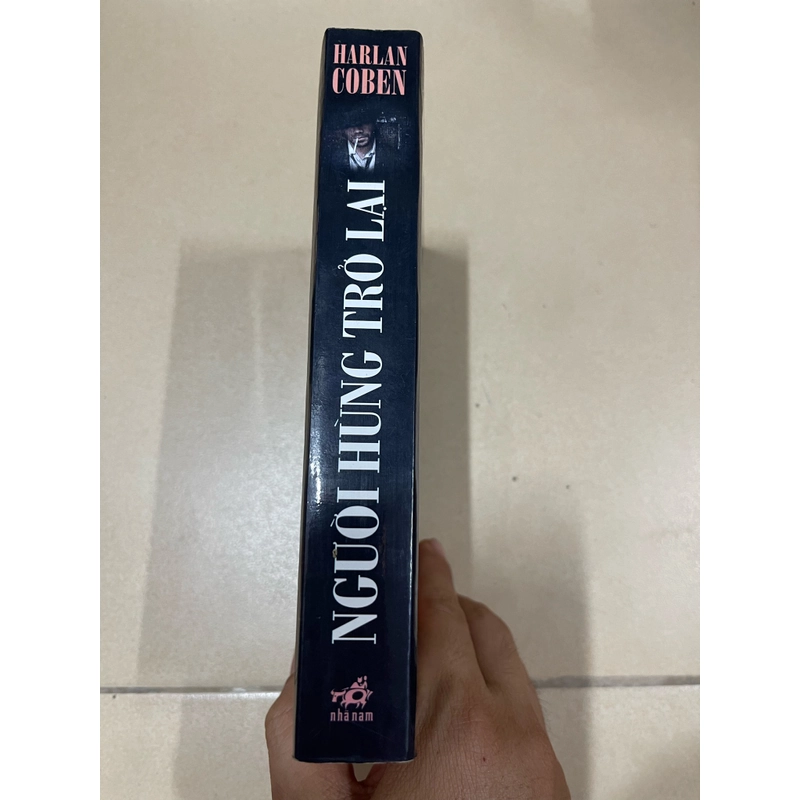 HARLAN
COBEN
NGƯỜI HÙNG TRỞ LẠI
nhã nam